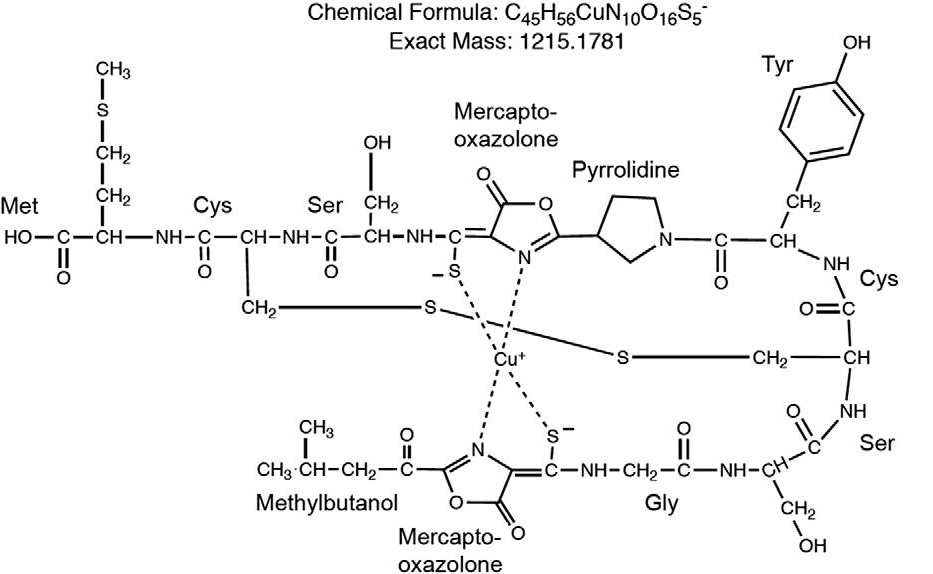 Chemical Formula: C₄₅H₅₆CuN₁₀O₁₆S₅⁻
Exact Mass: 1215.1781
OH
Tyr
CH₃
S
Mercapto-
oxazolone
CH₂
OH
Pyrrolidine
O
CH₂
O
CH₂
CH₂
Met
Cys
Ser
HO C CH NH C CH NH C CH NH C
N C CH
O O O
S⁻
N
O
NH
Cys
CH₂ S
O C
Cu⁺
S CH₂ CH
NH
S⁻
O
C
Ser
CH₃
O
N
O
CH₃ CH CH₂ C
C NH CH₂ C NH CH
Methylbutanol
O
O
Gly
CH₂
Mercapto-
oxazolone
OH